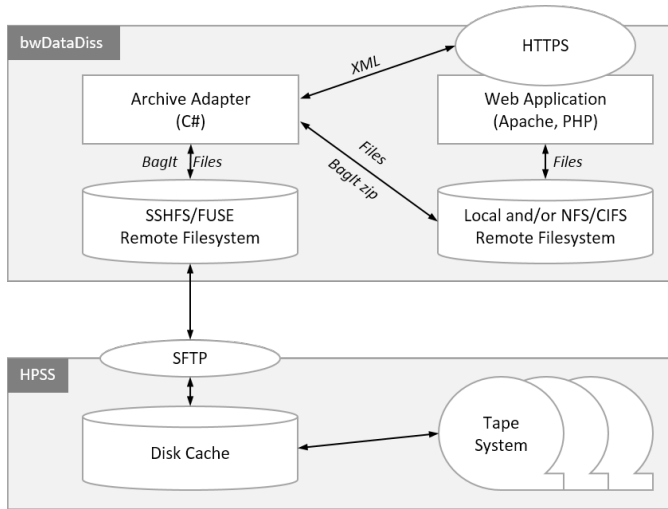 bwDataDiss
HTTPS
XML
Archive Adapter
(C#)
Web Application
(Apache, PHP)
BagIt Files
Files
BagIt zip
Files
SSHFS/FUSE
Remote Filesystem
Local and/or NFS/CIFS
Remote Filesystem
SFTP
HPSS
Disk Cache
Tape
System